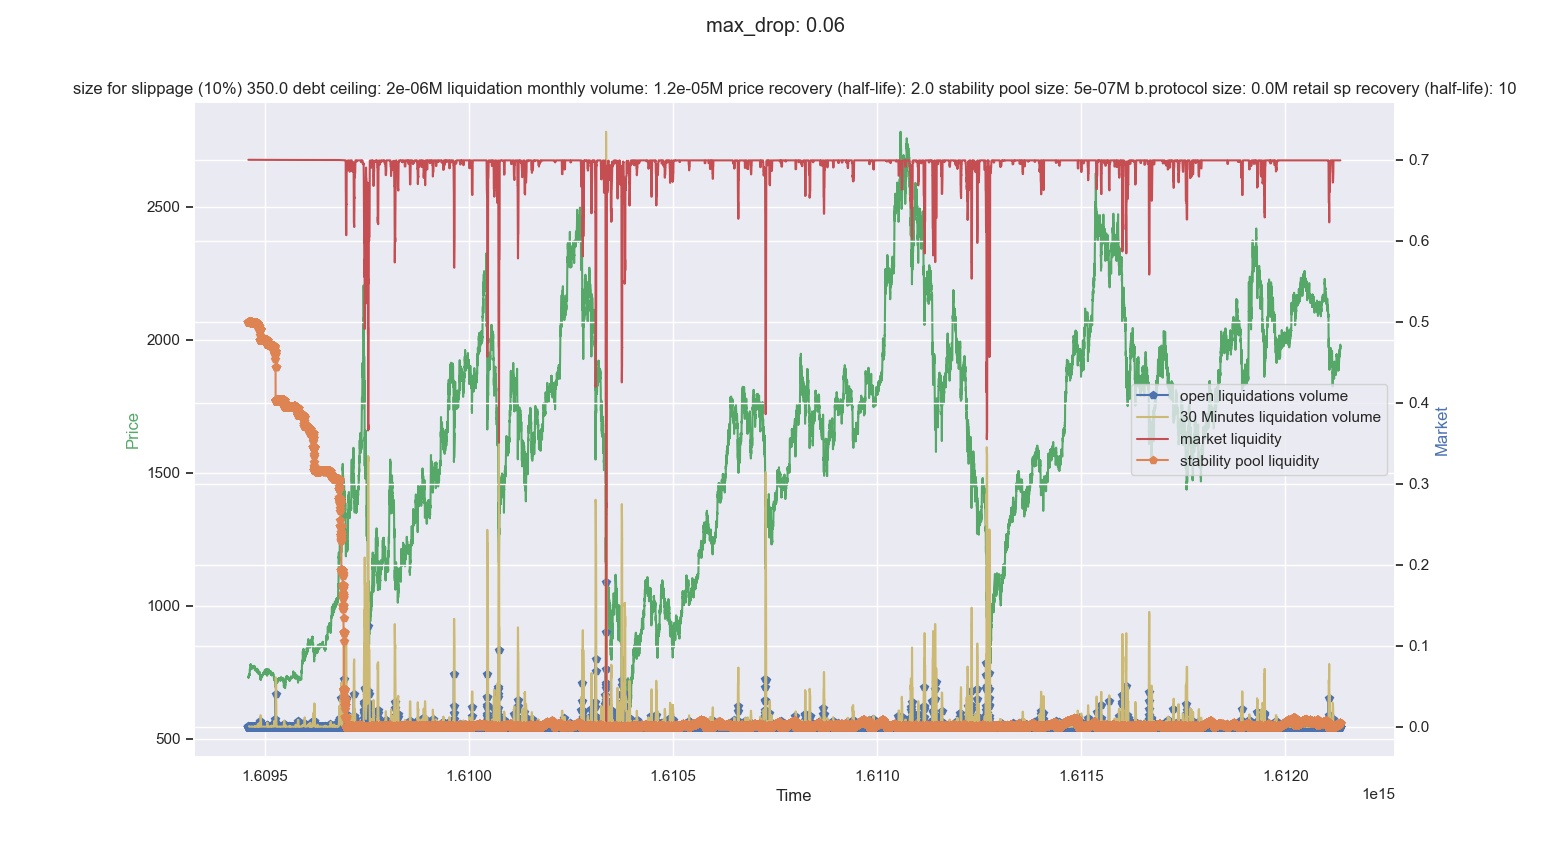 max_drop: 0.06
size for slippage (10%) 350.0 debt ceiling: 2e-06M liquidation monthly volume: 1.2e-05M price recovery (half-life): 2.0 stability pool size: 5e-07M b.protocol size: 0.0M retail sp recovery (half-life): 10
2500
2000
1500
1000
500
Price
0.7
0.6
0.5
0.4
0.3
0.2
0.1
0.0
Market
open liquidations volume
30 Minutes liquidation volume
market liquidity
stability pool liquidity
1.6095 1.6100 1.6105 1.6110 1.6115 1.6120
1e15
Time